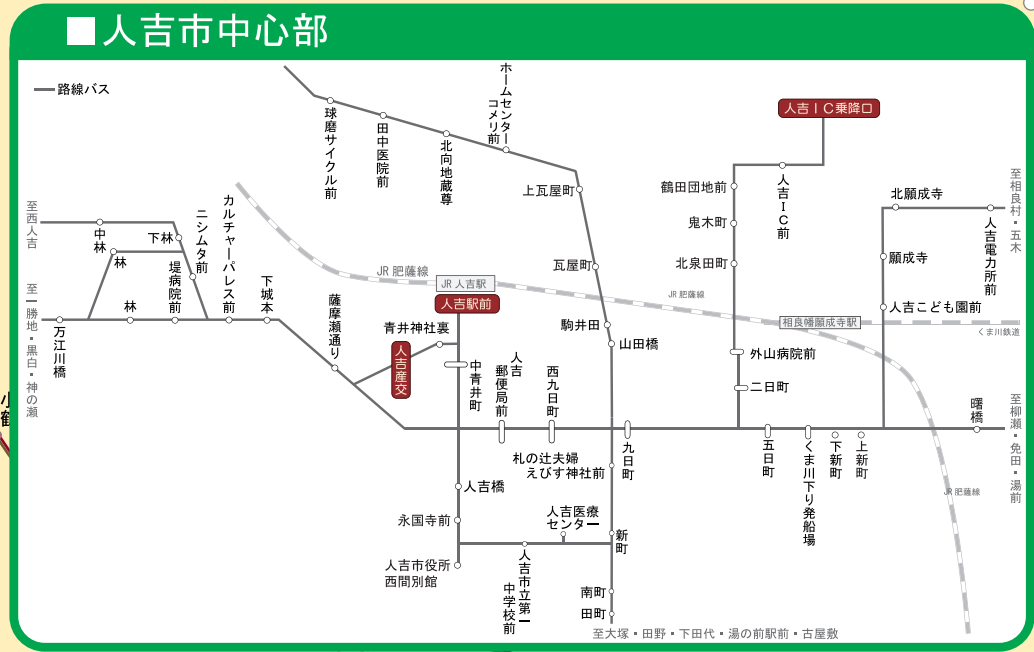 ■人吉市中心部
路線バス
ホームセンター
コメリ前
球磨サイクル前
田中医院前
北向地蔵尊
上瓦屋町
瓦屋町
駒井田
山田橋
人吉IC乗降口
人吉IC前
鶴田団地前
鬼木町
北泉田町
外山病院前
二日町
北願成寺
人吉電力所前
願成寺
人吉こども園前
至相良村・五木
至西人吉
中林
林
下林
ニシムタ前
カルチャーパレス前
堤病院前
下城本
林
万江川橋
至一勝地・黒白・神の瀬
薩摩瀬通り
JR 肥薩線
JR 人吉駅
人吉駅前
JR 肥薩線
相良幡願成寺駅
くま川鉄道
青井神社裏
人吉産交
中青井町
人吉
郵便局前
西九日町
札の辻夫婦
えびす神社前
九日町
五日町
くま川下り発船場
下新町
上新町
曙橋
至柳瀬・免田・湯前
JR 肥薩線
人吉橋
永国寺前
人吉市役所
西間別館
人吉医療
センター
人吉市立第一
中学校前
新町
南町
田町
至大塚・田野・下田代・湯の前駅前・古屋敷